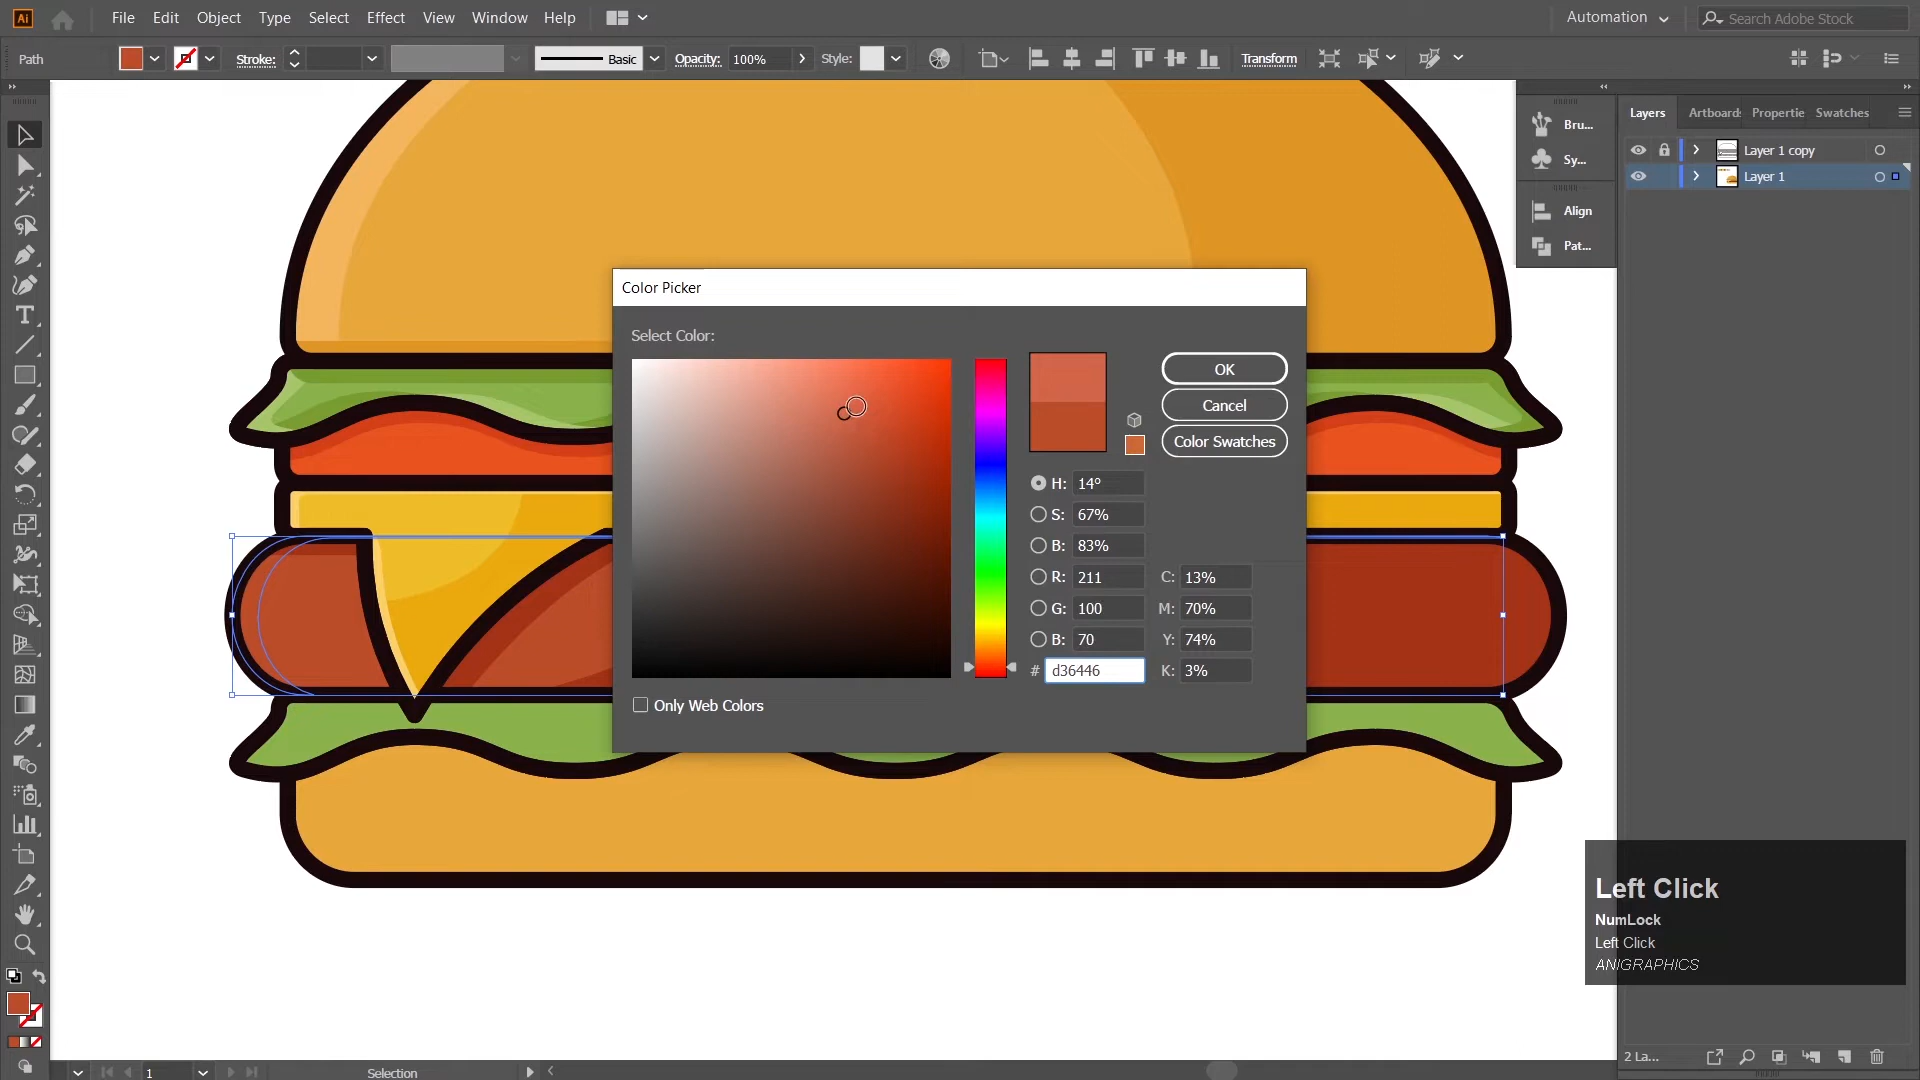 Ai File Edit Object Type Select Effect View Window Help Automation Search Adobe Stock
Path Stroke: Basic Opacity: 100% Style: Transform
Layers Artboard Propertie Swatches
Bru...
Sy...
Align
Pat...
Layer 1 copy
Layer 1
Color Picker
Select Color:
OK
Cancel
Color Swatches
H: 14°
S: 67%
B: 83%
R: 211 C: 13%
G: 100 M: 70%
B: 70 Y: 74%
# d36446 K: 3%
Only Web Colors
Left Click
NumLock
Left Click
ANIGRAPHICS
2 La...
1 Selection